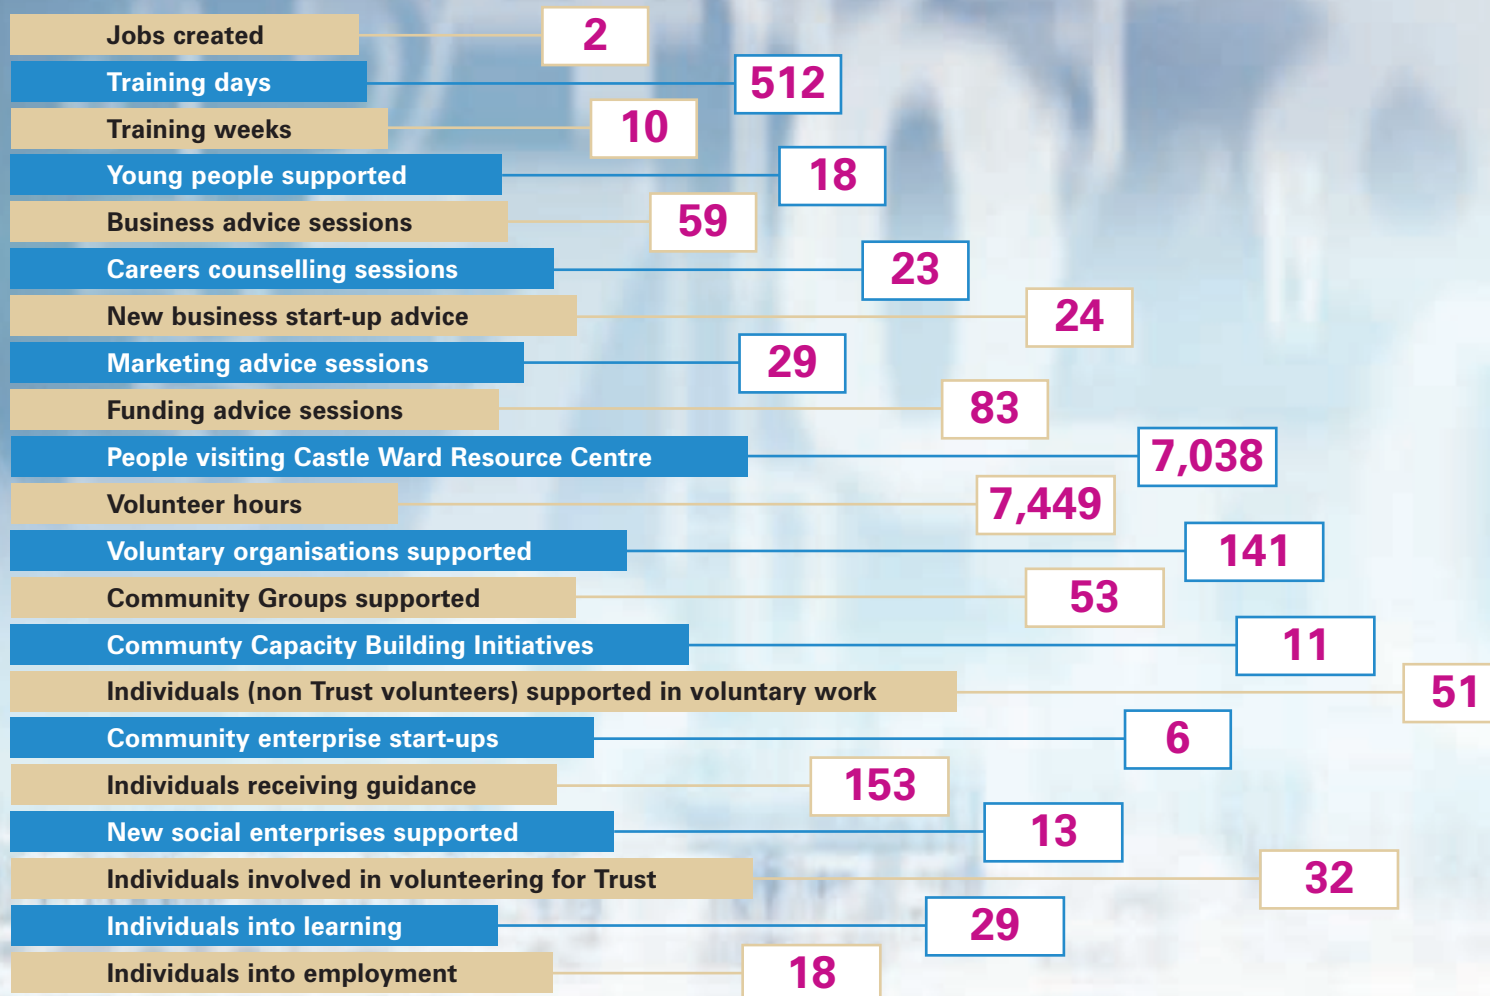 Jobs created 2
Training days 512
Training weeks 10
Young people supported 18
Business advice sessions 59
Careers counselling sessions 23
New business start-up advice 24
Marketing advice sessions 29
Funding advice sessions 83
People visiting Castle Ward Resource Centre 7,038
Volunteer hours 7,449
Voluntary organisations supported 141
Community Groups supported 53
Communty Capacity Building Initiatives 11
Individuals (non Trust volunteers) supported in voluntary work 51
Community enterprise start-ups 6
Individuals receiving guidance 153
New social enterprises supported 13
Individuals involved in volunteering for Trust 32
Individuals into learning 29
Individuals into employment 18